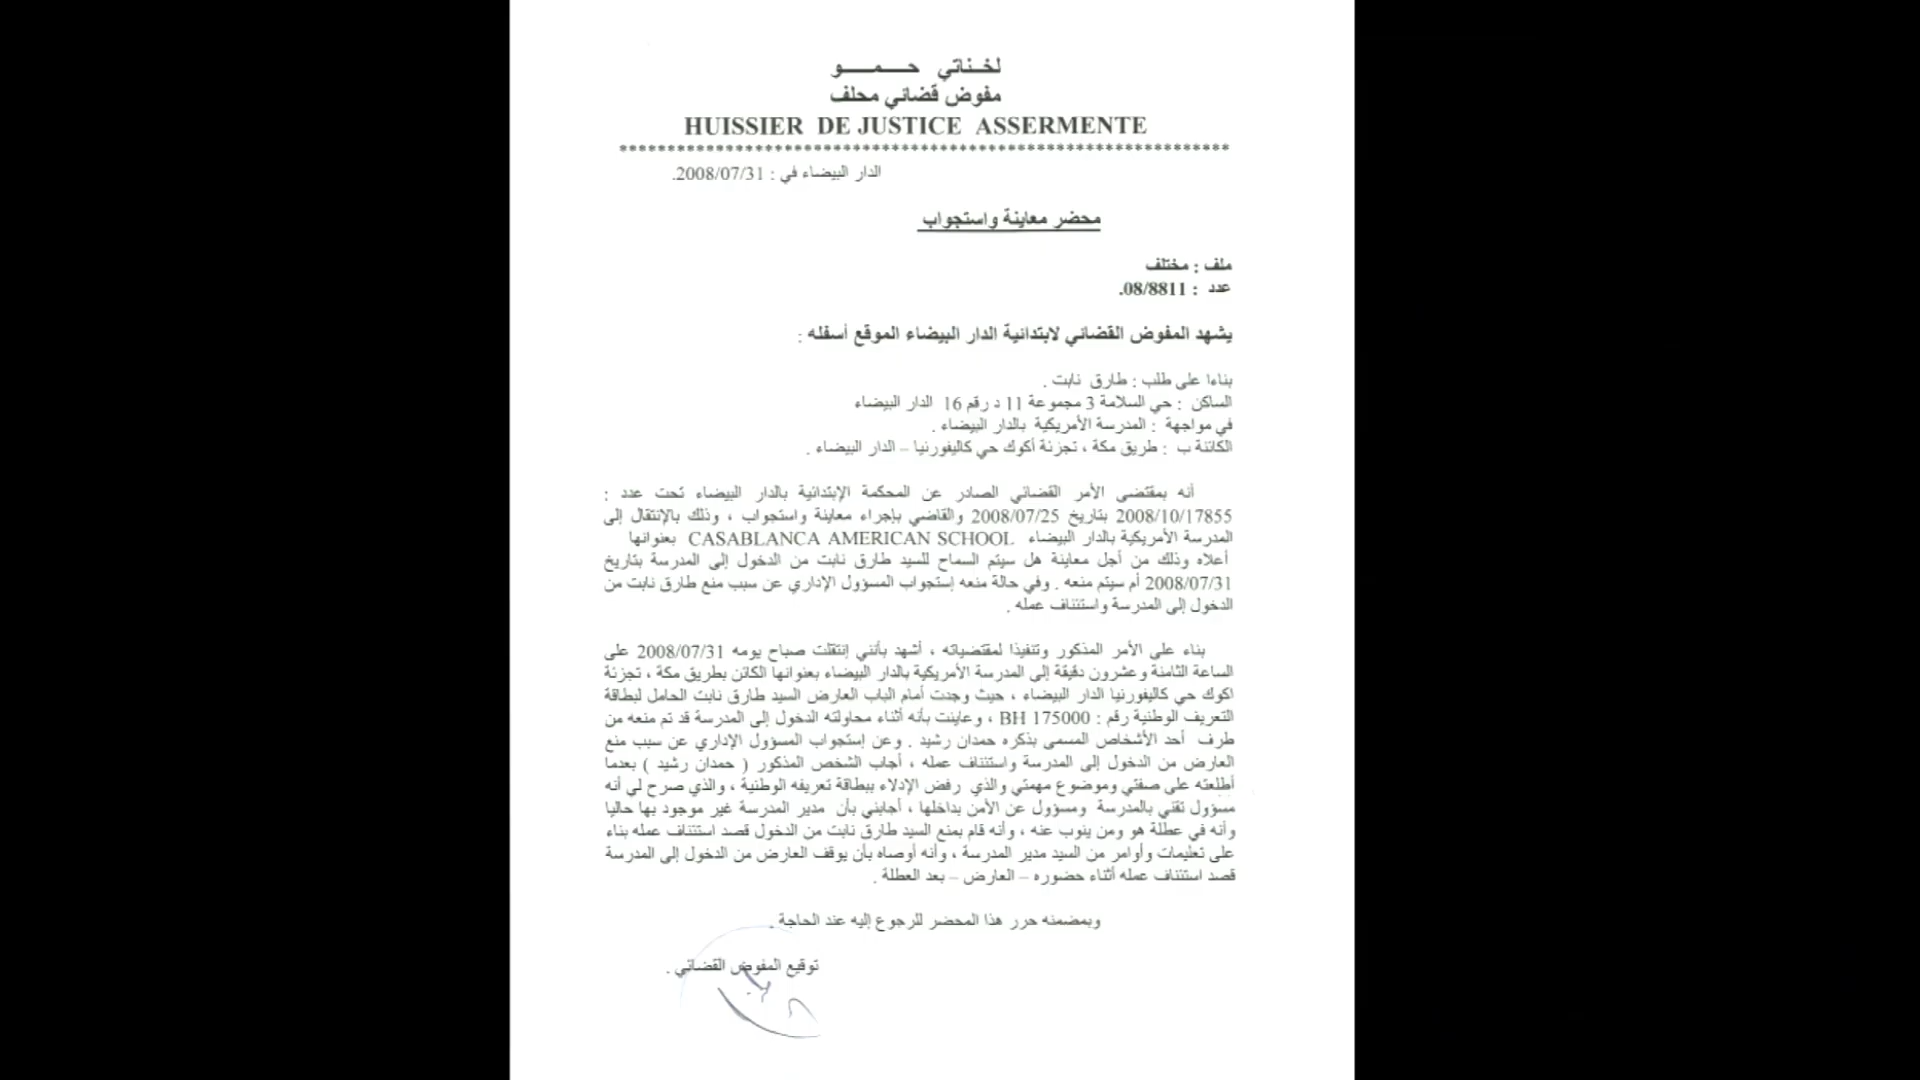 لخـناتي حـــمـــــو
مفوض قضائي محلف
HUISSIER DE JUSTICE ASSERMENTE
***************************************************************
الدار البيضاء في : 2008/07/31.
محضر معاينة واستجواب
ملف : مختلف
عدد : 08/8811.
يشهد المفوض القضائي لابتدائية الدار البيضاء الموقع أسفله :
بناءا على طلب : طارق نابت .
الساكن : حي السلامة 3 مجموعة 11 د رقم 16 الدار البيضاء
في مواجهة : المدرسة الأمريكية بالدار البيضاء .
الكائنة ب : طريق مكة ، تجزئة أكوك حي كاليفورنيا – الدار البيضاء .
أنه بمقتضى الأمر القضائي الصادر عن المحكمة الإبتدائية بالدار البيضاء تحت عدد :
2008/10/17855 بتاريخ 2008/07/25 والقاضي بإجراء معاينة واستجواب ، وذلك بالإنتقال إلى
المدرسة الأمريكية بالدار البيضاء CASABLANCA AMERICAN SCHOOL بعنوانها
أعلاه وذلك من أجل معاينة هل سيتم السماح للسيد طارق نابت من الدخول إلى المدرسة بتاريخ
2008/07/31 أم سيتم منعه . وفي حالة منعه إستجواب المسؤول الإداري عن سبب منع طارق نابت من
الدخول إلى المدرسة واستئناف عمله .
بناء على الأمر المذكور وتنفيذا لمقتضياته ، أشهد بأنني إنتقلت صباح يومه 2008/07/31 على
الساعة الثامنة وعشرون دقيقة إلى المدرسة الأمريكية بالدار البيضاء بعنوانها الكائن بطريق مكة ، تجزئة
اكوك حي كاليفورنيا الدار البيضاء ، حيث وجدت أمام الباب العارض السيد طارق نابت الحامل لبطاقة
التعريف الوطنية رقم : BH 175000 ، وعاينت بأنه أثناء محاولته الدخول إلى المدرسة قد تم منعه من
طرف أحد الأشخاص المسمى بذكره حمدان رشيد . وعن إستجواب المسؤول الإداري عن سبب منع
العارض من الدخول إلى المدرسة واستئناف عمله ، أجاب الشخص المذكور ( حمدان رشيد ) بعدما
أطلعته على صفتي وموضوع مهمتي والذي رفض الإدلاء ببطاقة تعريفه الوطنية ، والذي صرح لي أنه
مسؤول تقني بالمدرسة ومسؤول عن الأمن بداخلها ، أجابني بأن مدير المدرسة غير موجود بها حاليا
وأنه في عطلة هو ومن ينوب عنه ، وأنه قام بمنع السيد طارق نابت من الدخول قصد استئناف عمله بناء
على تعليمات وأوامر من السيد مدير المدرسة ، وأنه أوصاه بأن يوقف العارض من الدخول إلى المدرسة
قصد استئناف عمله أثناء حضوره – العارض – بعد العطلة .
وبمضمنه حرر هذا المحضر للرجوع إليه عند الحاجة .
توقيع المفوض القضائي .